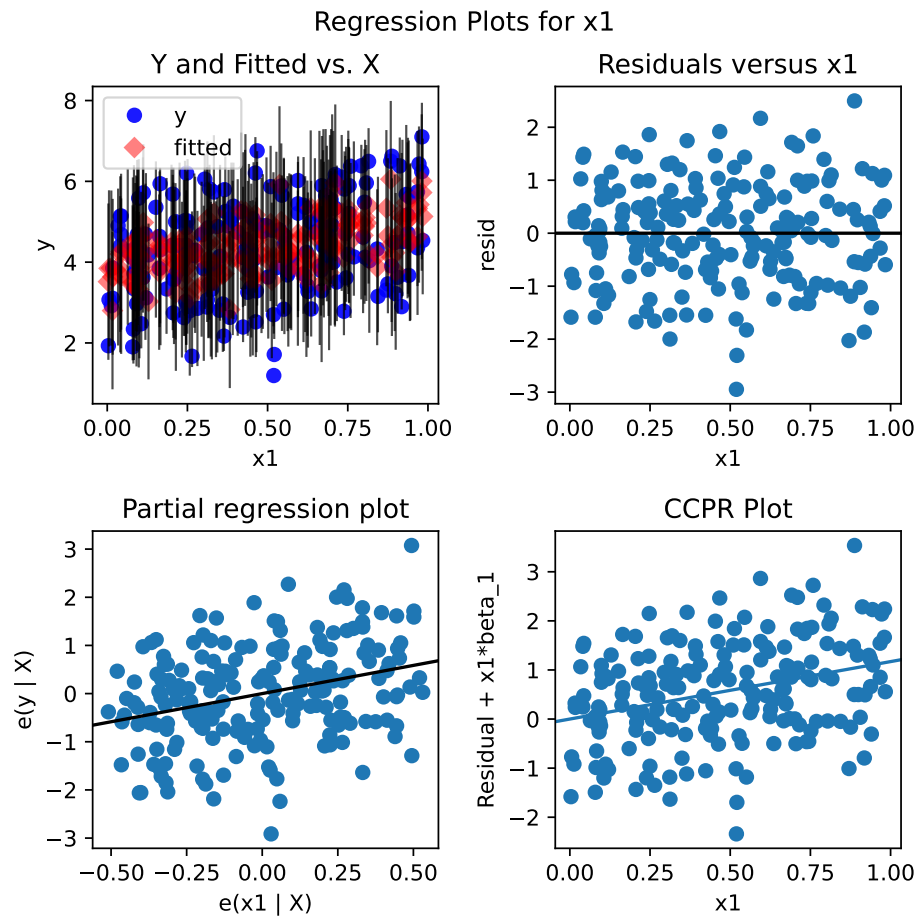 Regression Plots for x1
Y and Fitted vs. X
y
fitted
8
6
4
2
y
0.00 0.25 0.50 0.75 1.00
x1
Residuals versus x1
2
1
0
−1
−2
−3
resid
0.00 0.25 0.50 0.75 1.00
x1
Partial regression plot
3
2
1
0
−1
−2
−3
e(y | X)
−0.50 −0.25 0.00 0.25 0.50
e(x1 | X)
CCPR Plot
3
2
1
0
−1
−2
Residual + x1*beta_1
0.00 0.25 0.50 0.75 1.00
x1